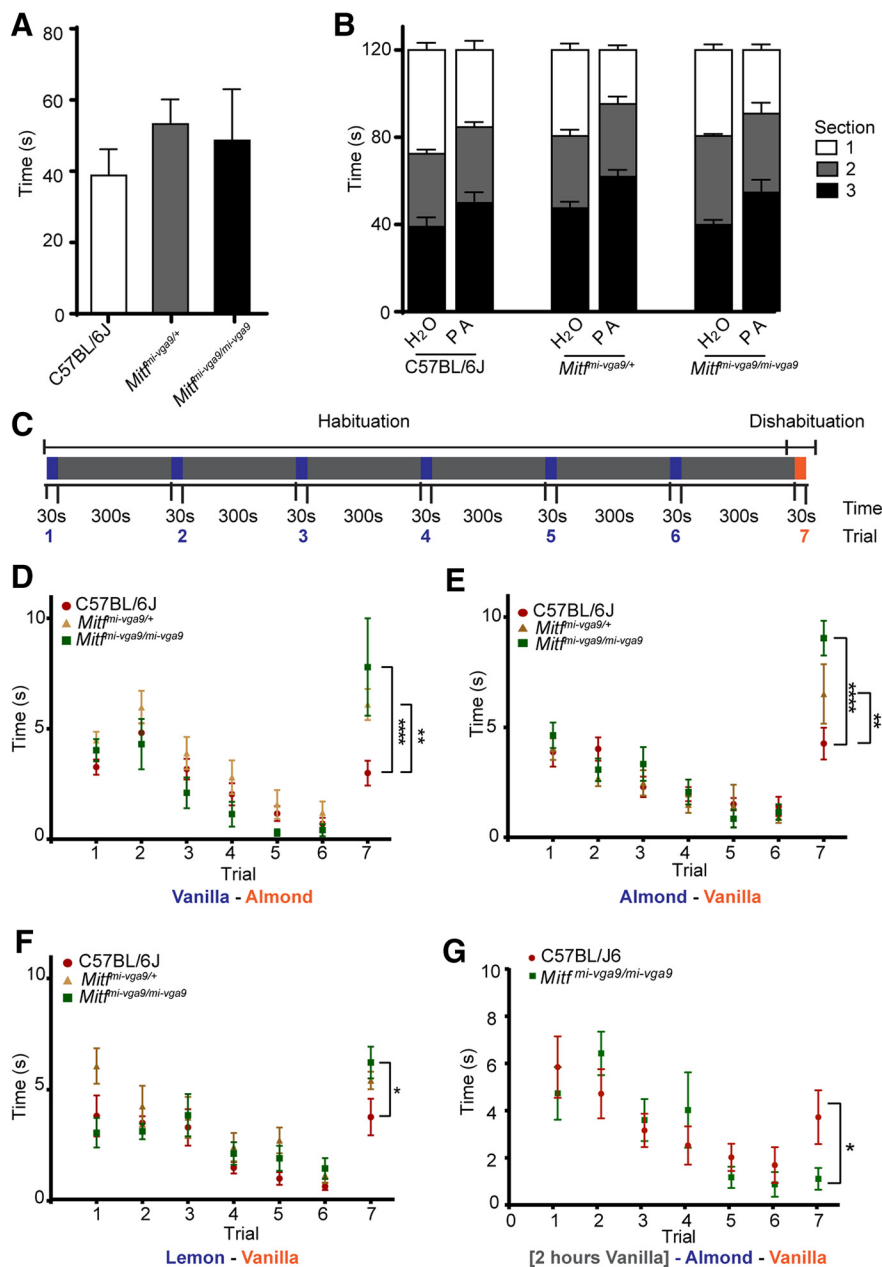 A
Time (s)
80
60
40
20
0
C57BL/6J
Mitfmi-vga9/+
Mitfmi-vga9/mi-vga9
B
Time (s)
120
80
40
0
H2O
PA
H2O
PA
H2O
PA
C57BL/6J
Mitfmi-vga9/+
Mitfmi-vga9/mi-vga9
Section
1
2
3
C
Habituation Dishabituation
30s 300s 30s 300s 30s 300s 30s 300s 30s 300s 30s 300s 30s Time
1 2 3 4 5 6 7 Trial
D
C57BL/6J
Mitfmi-vga9/+
Mitfmi-vga9/mi-vga9
Time (s)
10
5
0
****
**
1 2 3 4 5 6 7
Trial
Vanilla - Almond
E
C57BL/6J
Mitfmi-vga9/+
Mitfmi-vga9/mi-vga9
Time (s)
10
5
0
****
**
1 2 3 4 5 6 7
Trial
Almond - Vanilla
F
C57BL/6J
Mitfmi-vga9/+
Mitfmi-vga9/mi-vga9
Time (s)
10
5
0
*
1 2 3 4 5 6 7
Trial
Lemon - Vanilla
G
C57BL/J6
Mitf mi-vga9/mi-vga9
Time (s)
10
8
6
4
2
0
*
0 1 2 3 4 5 6 7
Trial
[2 hours Vanilla] - Almond - Vanilla